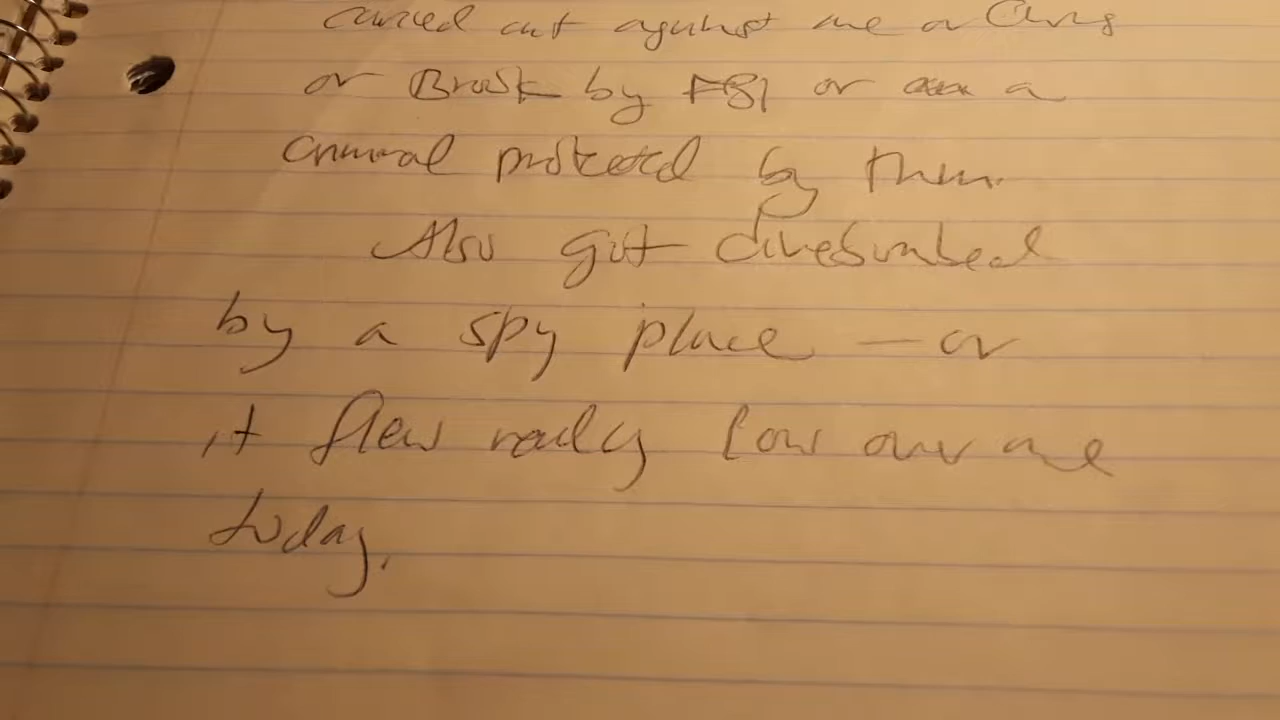 carried out against me or Chris
or Brook by FBI or a
criminal protected by them.
Also got divebombed
by a spy plane — or
it flew really low over me
today.